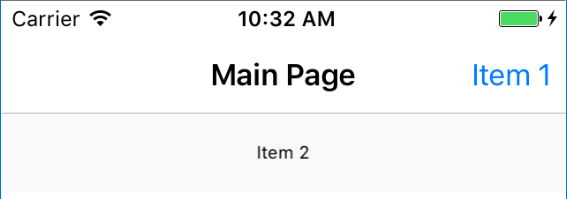 Carrier 10:32 AM
Main Page Item 1
Item 2